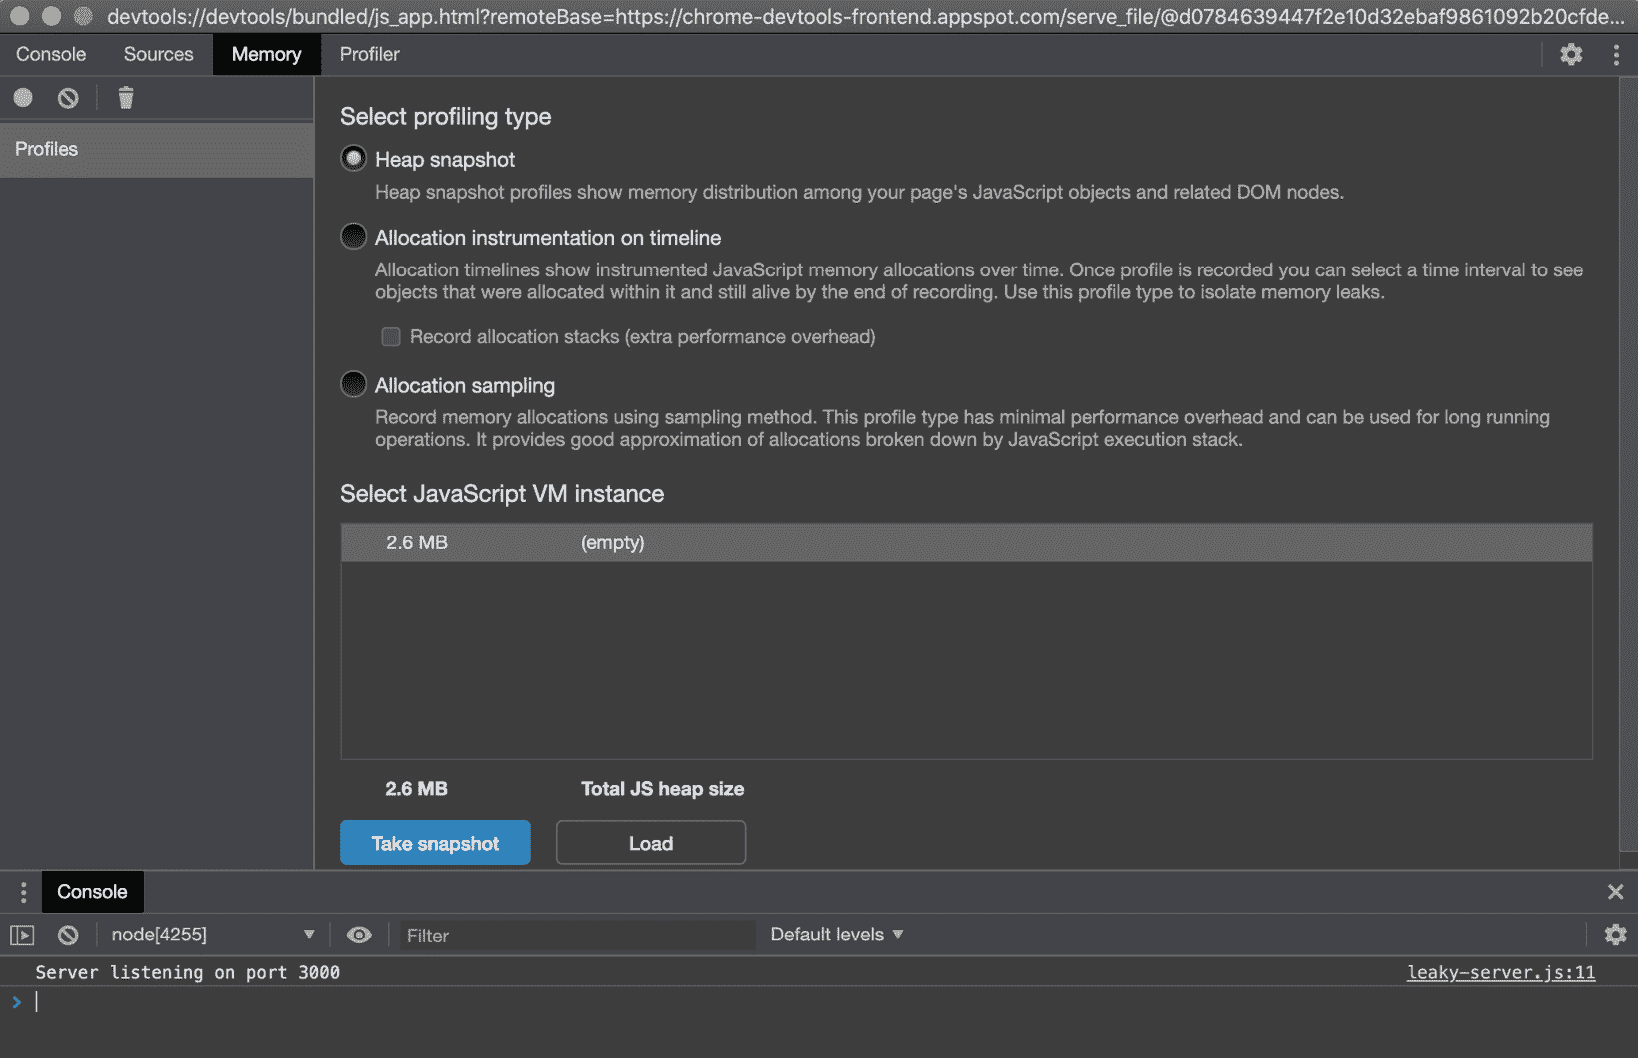 devtools://devtools/bundled/js_app.html?remoteBase=https://chrome-devtools-frontend.appspot.com/serve_file/@d0784639447f2e10d32ebaf9861092b20cfde...
Console Sources Memory Profiler
Profiles
Select profiling type
Heap snapshot
Heap snapshot profiles show memory distribution among your page's JavaScript objects and related DOM nodes.
Allocation instrumentation on timeline
Allocation timelines show instrumented JavaScript memory allocations over time. Once profile is recorded you can select a time interval to see
objects that were allocated within it and still alive by the end of recording. Use this profile type to isolate memory leaks.
Record allocation stacks (extra performance overhead)
Allocation sampling
Record memory allocations using sampling method. This profile type has minimal performance overhead and can be used for long running
operations. It provides good approximation of allocations broken down by JavaScript execution stack.
Select JavaScript VM instance
2.6 MB (empty)
2.6 MB Total JS heap size
Take snapshot Load
Console
node[4255] Filter Default levels
Server listening on port 3000 leaky-server.js:11